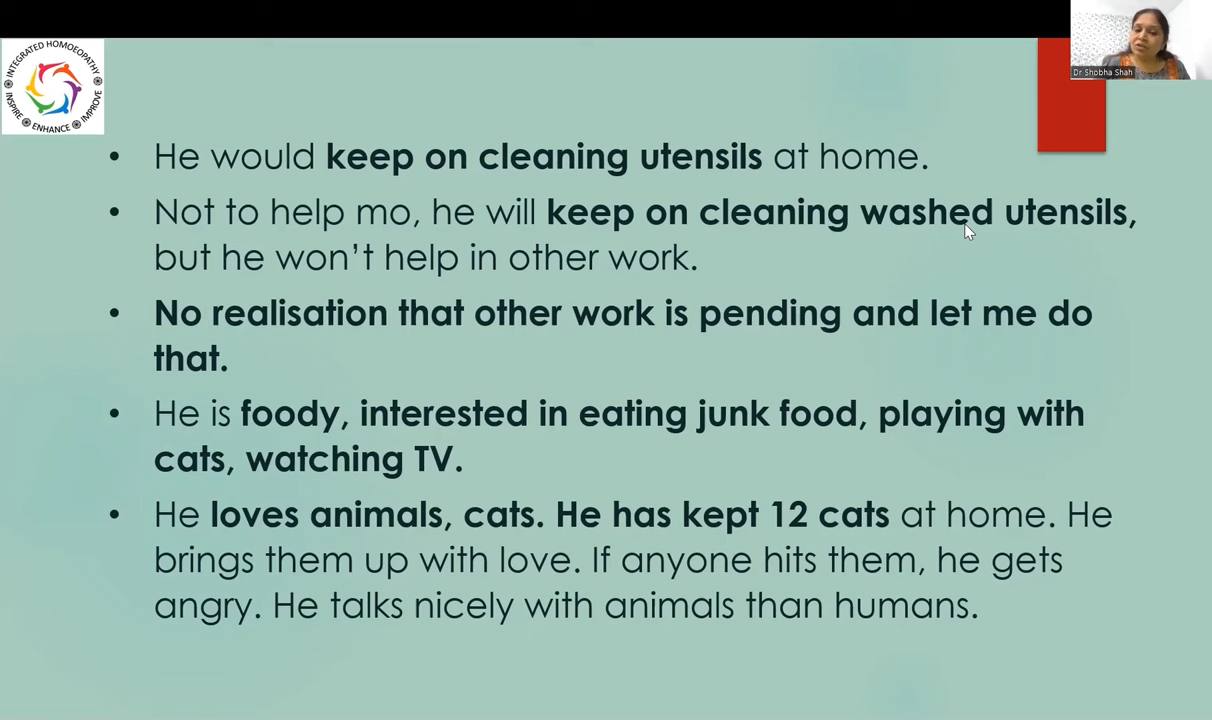 INTEGRATED HOMOEOPATHY
INSPIRE ENHANCE IMPROVE
Dr Shobha Shah
• He would keep on cleaning utensils at home.
• Not to help mo, he will keep on cleaning washed utensils,
but he won't help in other work.
• No realisation that other work is pending and let me do
that.
• He is foody, interested in eating junk food, playing with
cats, watching TV.
• He loves animals, cats. He has kept 12 cats at home. He
brings them up with love. If anyone hits them, he gets
angry. He talks nicely with animals than humans.